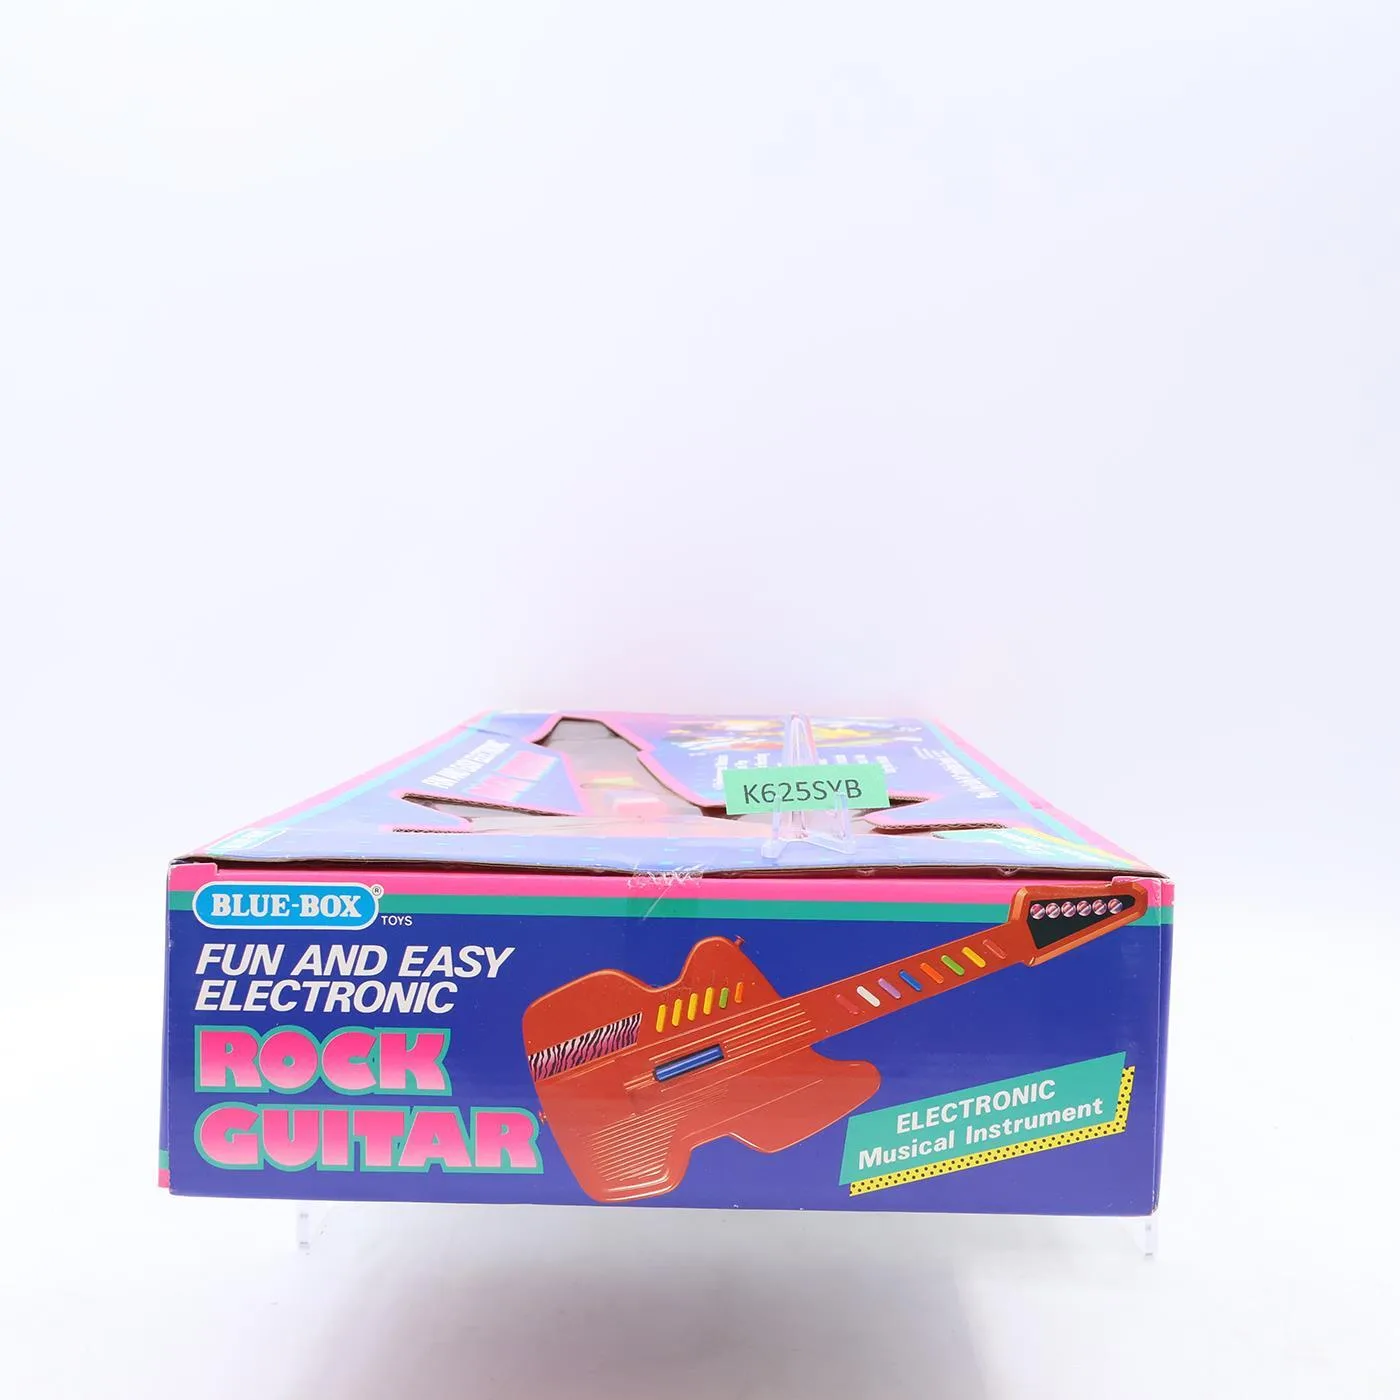 K625SYB
BLUE-BOX®
TOYS
FUN AND EASY
ELECTRONIC
ROCK
GUITAR
ELECTRONIC
Musical Instrument